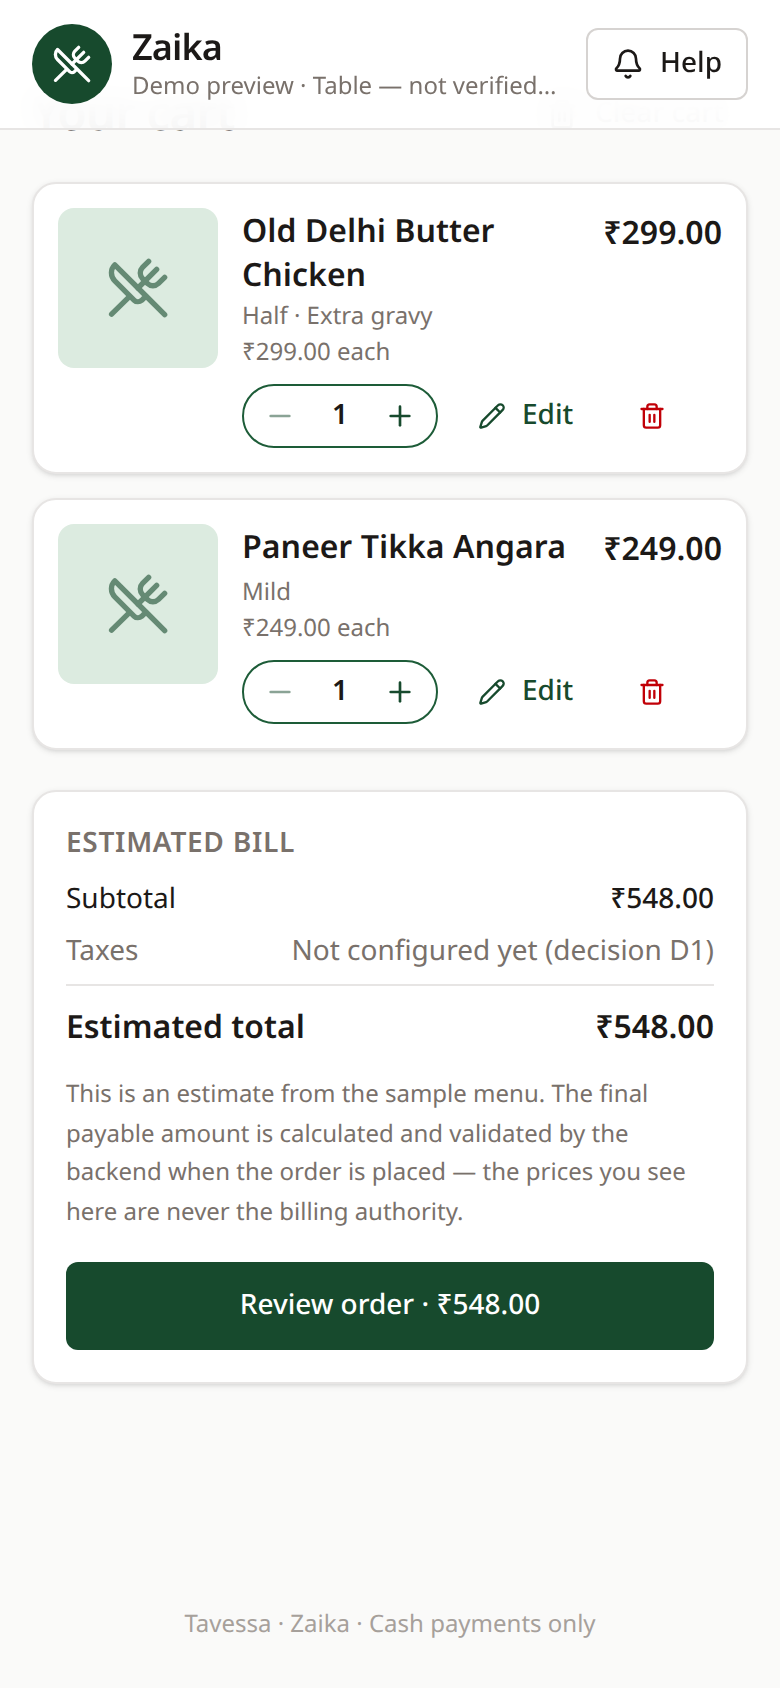 Zaika
Demo preview · Table — not verified...
Help
Your cart
Clear cart
Old Delhi Butter
Chicken
₹299.00
Half · Extra gravy
₹299.00 each
1
Edit
Paneer Tikka Angara
₹249.00
Mild
₹249.00 each
1
Edit
ESTIMATED BILL
Subtotal
₹548.00
Taxes
Not configured yet (decision D1)
Estimated total
₹548.00
This is an estimate from the sample menu. The final
payable amount is calculated and validated by the
backend when the order is placed — the prices you see
here are never the billing authority.
Review order · ₹548.00
Tavessa · Zaika · Cash payments only